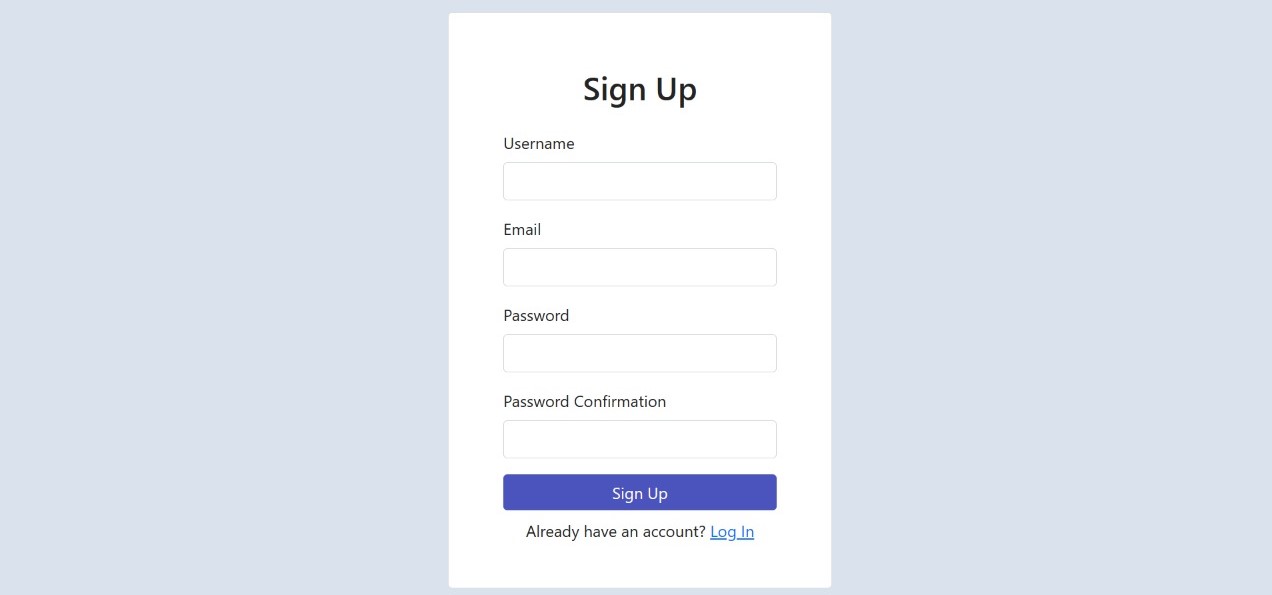 Sign Up
Username
Email
Password
Password Confirmation
Sign Up
Already have an account? Log In